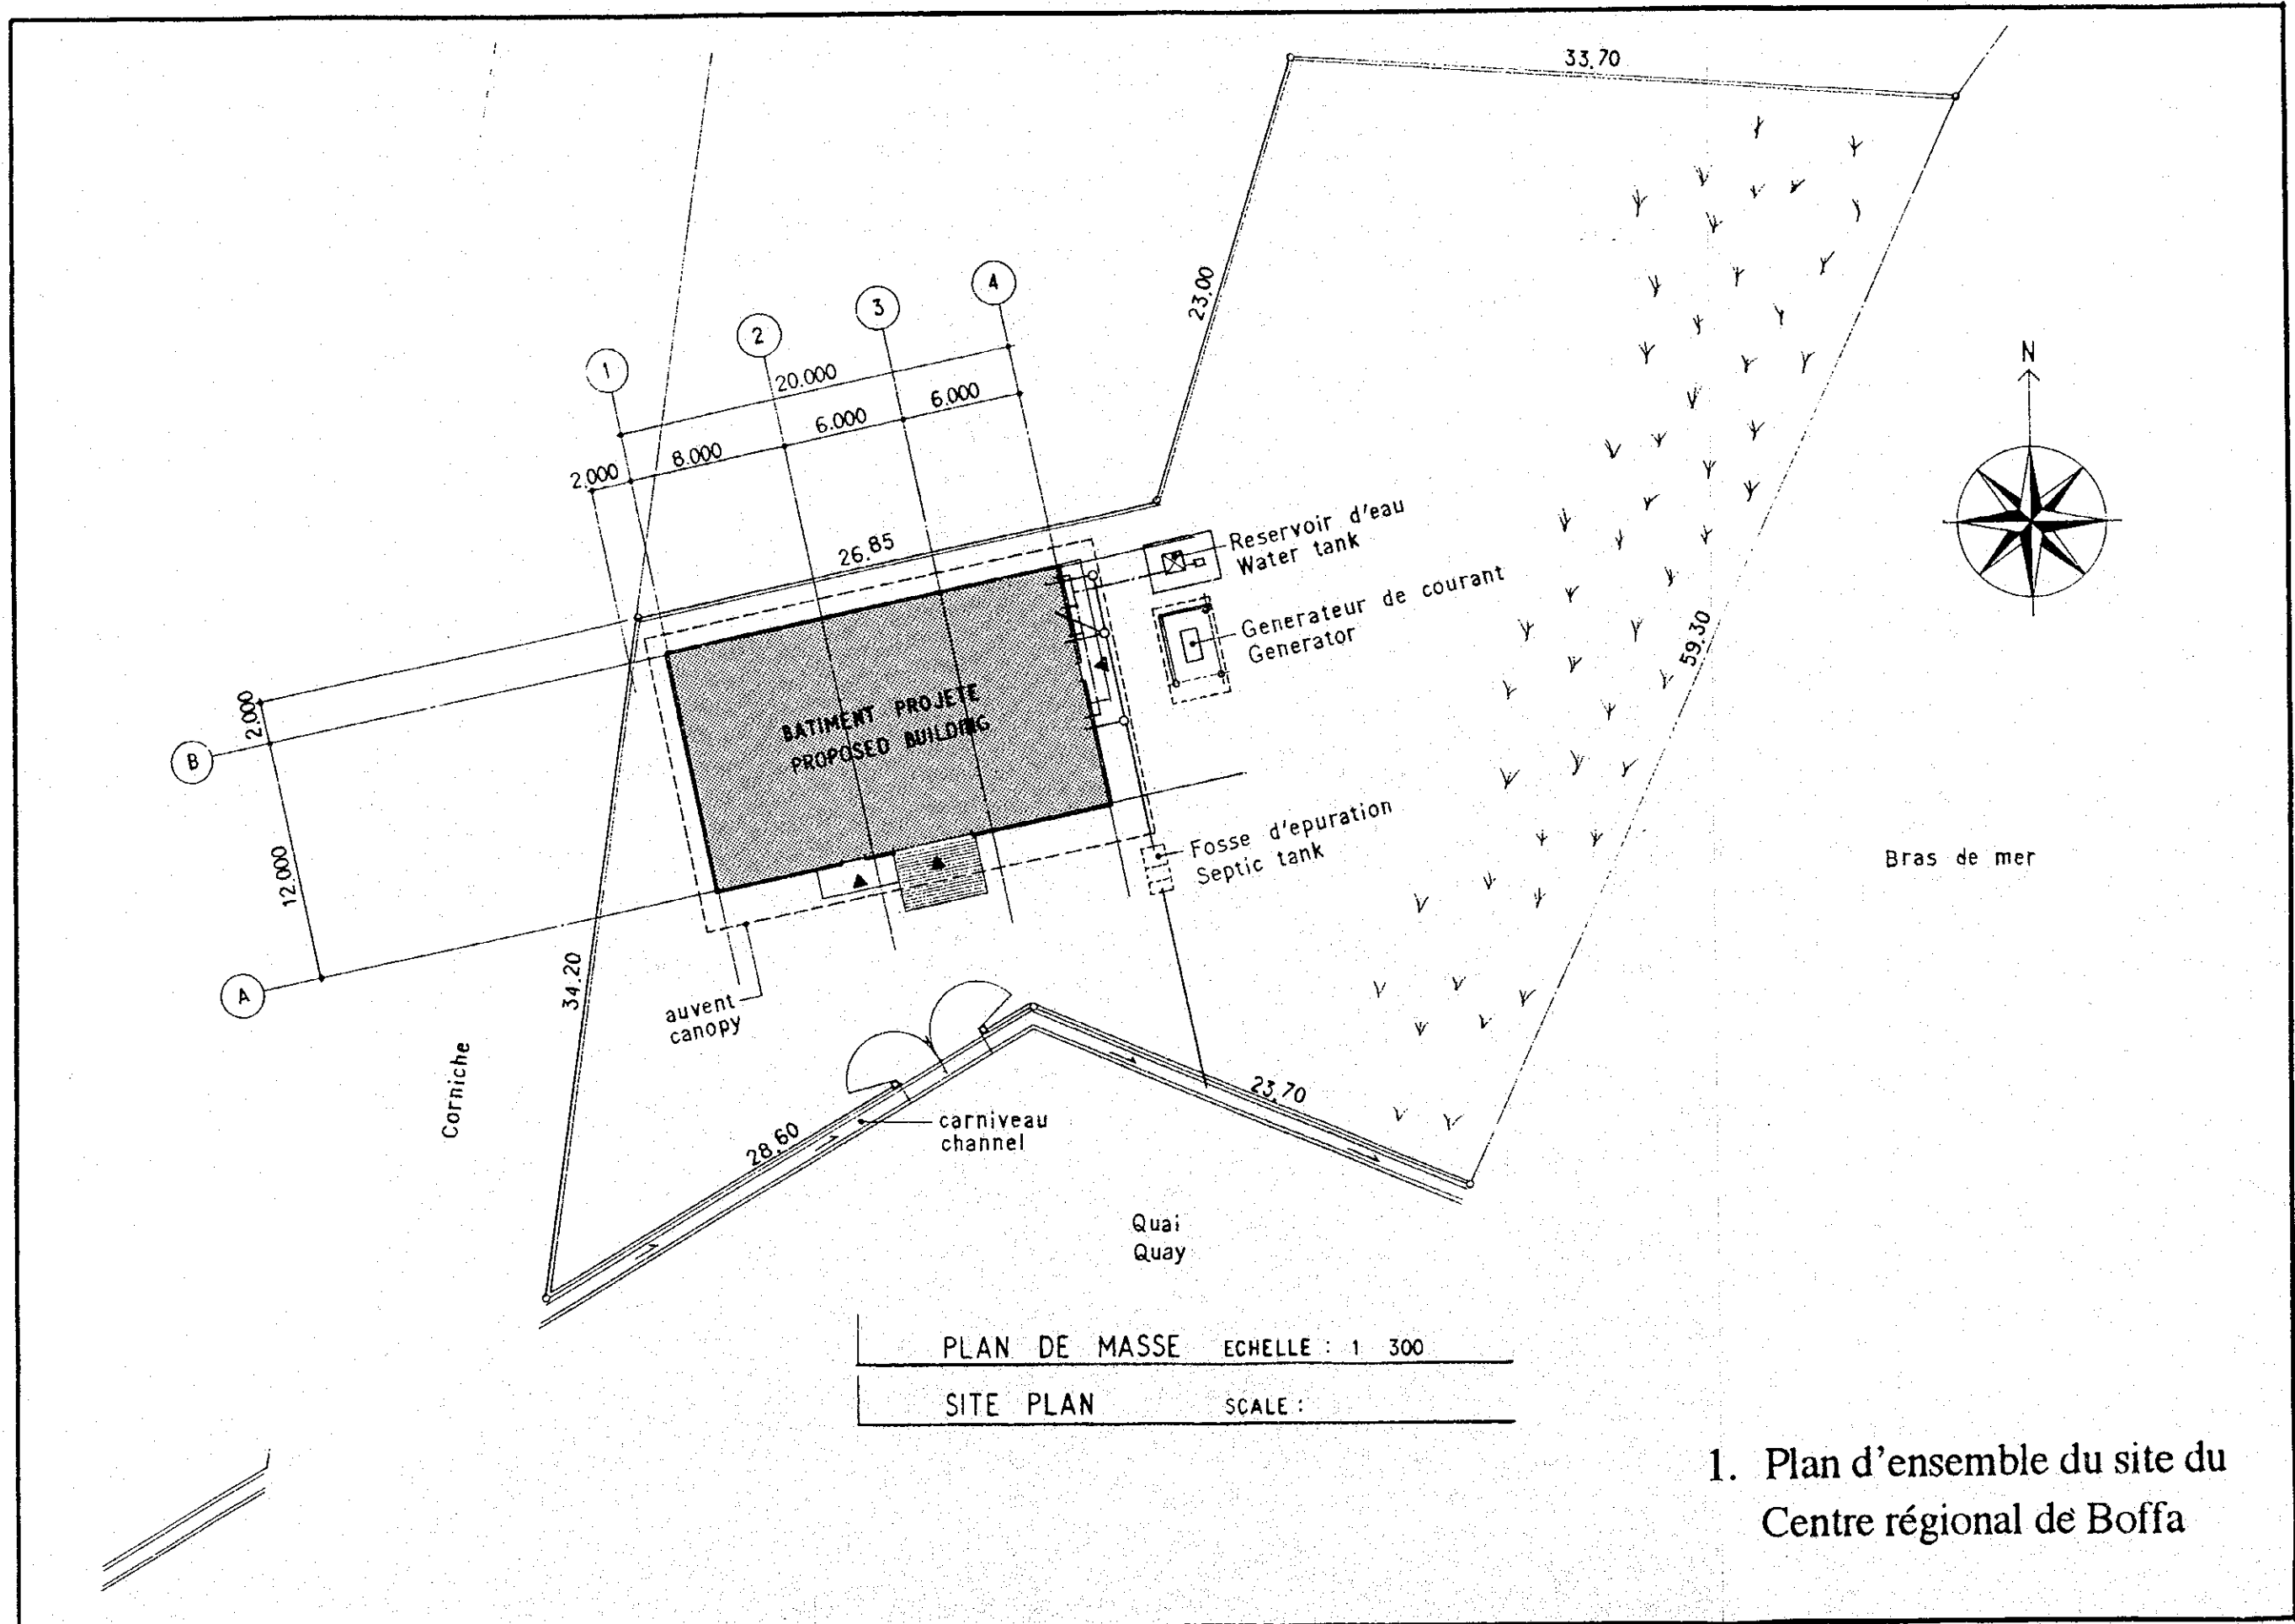 33.70
23.00
4
3
2
1
20.000
6.000
6.000
8.000
2.000
N
26.85
Reservoir d'eau
Water tank
Generateur de courant
Generator
59.30
BATIMENT PROJETE
PROPOSED BUILDING
2.000
B
12.000
A
Fosse d'epuration
Septic tank
Bras de mer
34.20
auvent
canopy
Corniche
28.60
carniveau
channel
23.70
Quai
Quay
PLAN DE MASSE ECHELLE : 1 300
SITE PLAN SCALE :
1. Plan d'ensemble du site du
Centre régional de Boffa